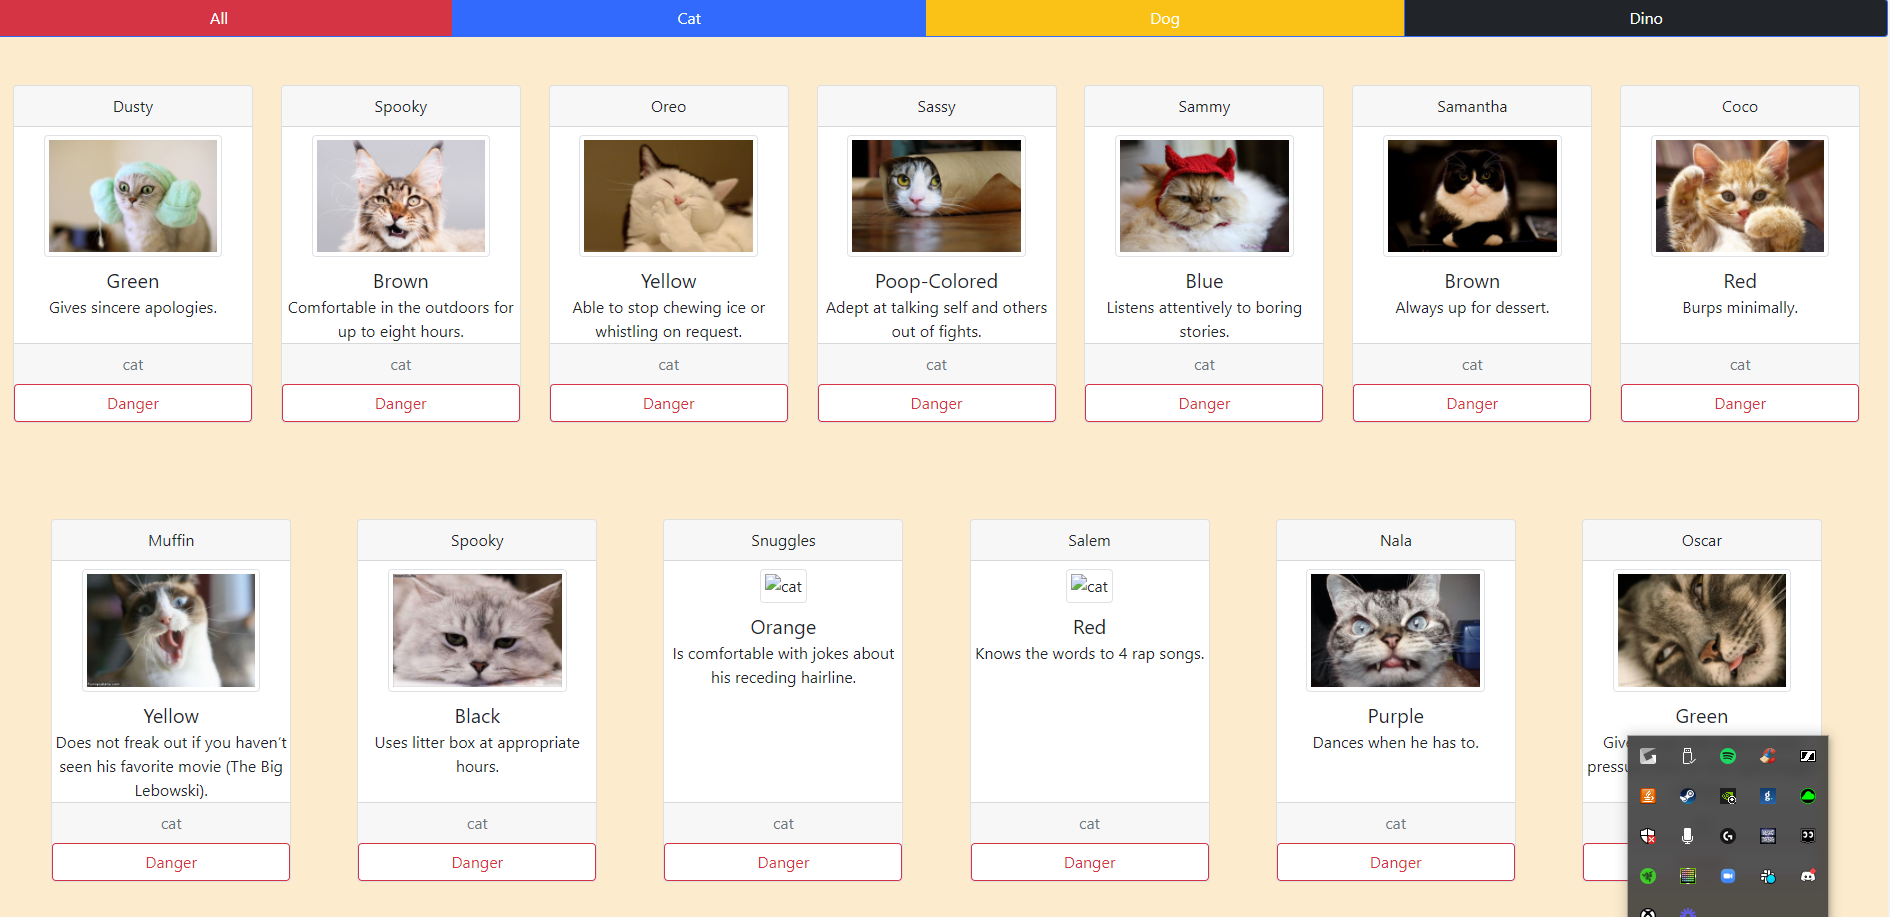 All Cat Dog Dino
Dusty Spooky Oreo Sassy Sammy Samantha Coco
Green Brown Yellow Poop-Colored Blue Brown Red
Gives sincere apologies.
Comfortable in the outdoors for
up to eight hours.
Able to stop chewing ice or
whistling on request.
Adept at talking self and others
out of fights.
Listens attentively to boring
stories.
Always up for dessert.
Burps minimally.
cat cat cat cat cat cat cat
Danger Danger Danger Danger Danger Danger Danger
Muffin Spooky Snuggles Salem Nala Oscar
cat cat
Yellow Black Orange Red Purple Green
Does not freak out if you haven’t
seen his favorite movie (The Big
Lebowski).
Uses litter box at appropriate
hours.
Is comfortable with jokes about
his receding hairline.
Knows the words to 4 rap songs.
Dances when he has to.
cat cat cat cat cat
Danger Danger Danger Danger Danger